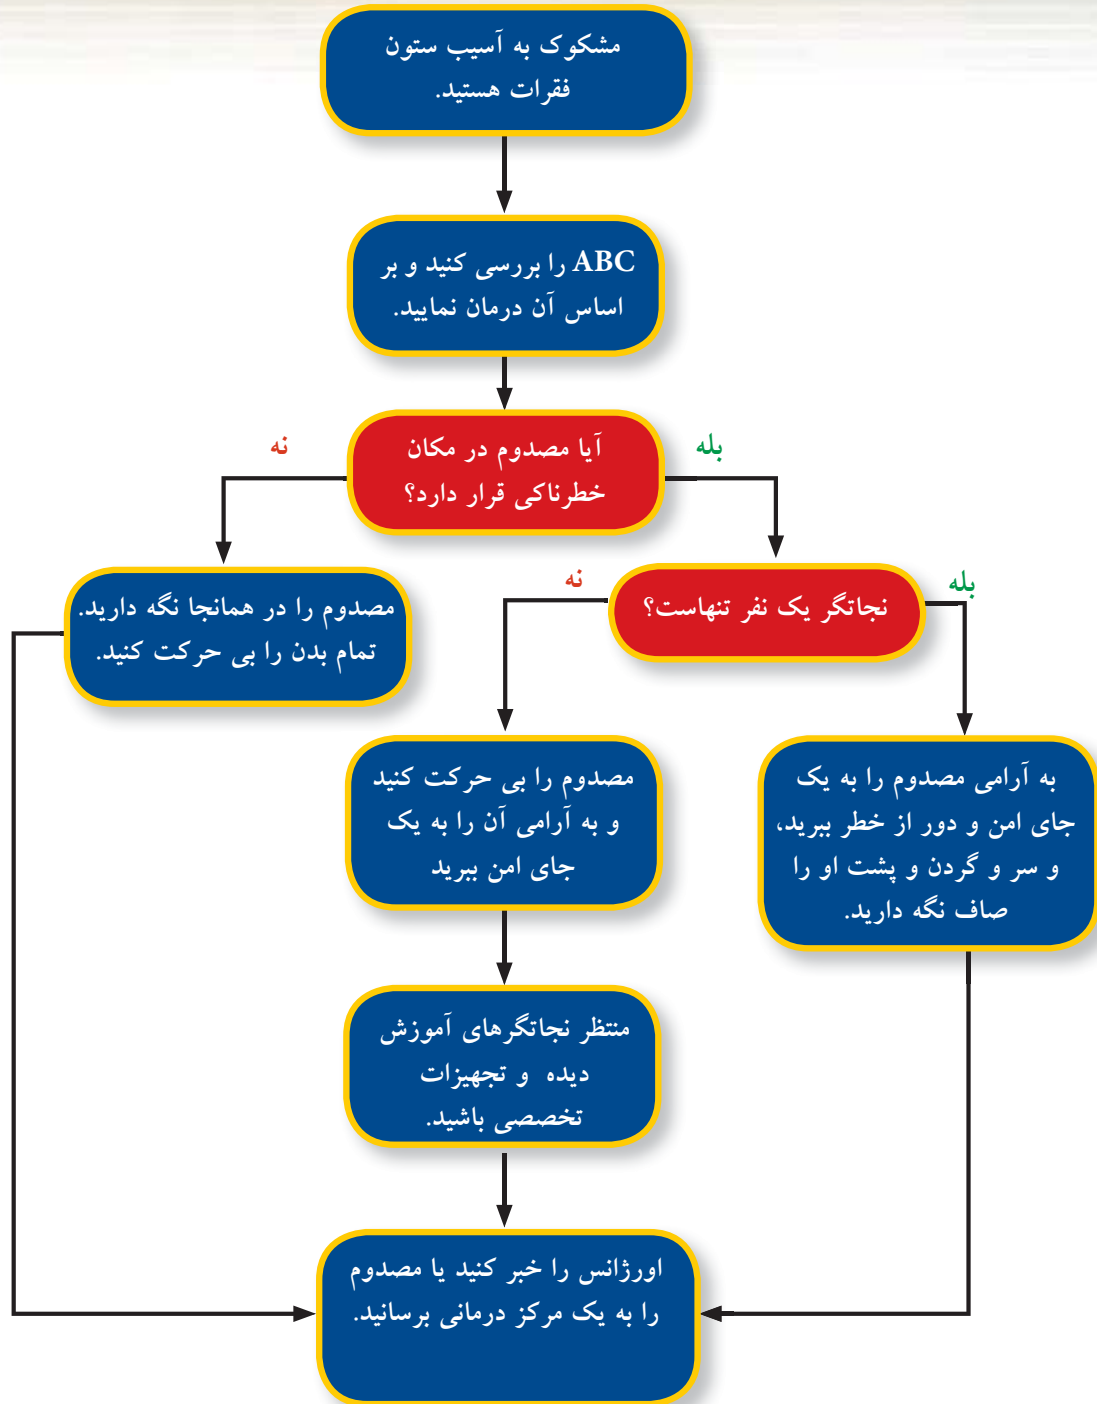 مشکوک به آسیب ستون
فقرات هستید.
ABC را بررسی کنید و بر
اساس آن درمان نمایید.
آیا مصدوم در مکان
خطرناکی قرار دارد؟
بله
نه
نجاتگر یک نفر تنهاست؟
بله
نه
مصدوم را در همانجا نگه دارید.
تمام بدن را بی حرکت کنید.
به آرامی مصدوم را به یک
جای امن و دور از خطر ببرید،
و سر و گردن و پشت او را
صاف نگه دارید.
مصدوم را بی حرکت کنید
و به آرامی آن را به یک
جای امن ببرید
منتظر نجاتگرهای آموزش
دیده و تجهیزات
تخصصی باشید.
اورژانس را خبر کنید یا مصدوم
را به یک مرکز درمانی برسانید.